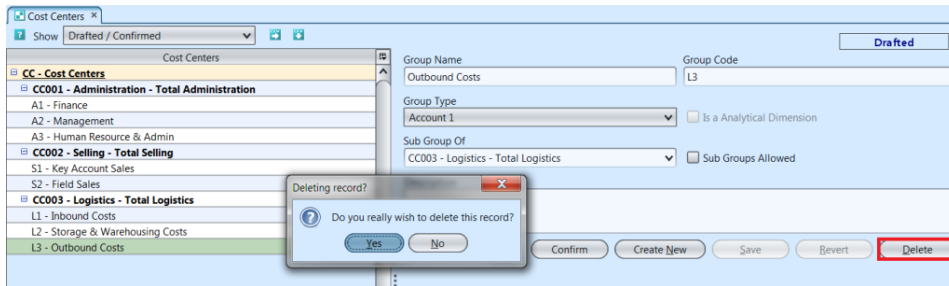 Cost Centers ×
Show Drafted / Confirmed
Drafted
Cost Centers
CC - Cost Centers
CC001 - Administration - Total Administration
A1 - Finance
A2 - Management
A3 - Human Resource & Admin
CC002 - Selling - Total Selling
S1 - Key Account Sales
S2 - Field Sales
CC003 - Logistics - Total Logistics
L1 - Inbound Costs
L2 - Storage & Warehousing Costs
L3 - Outbound Costs
Group Name
Group Code
Outbound Costs
L3
Group Type
Account 1
Is a Analytical Dimension
Sub Group Of
CC003 - Logistics - Total Logistics
Sub Groups Allowed
Deleting record?
Do you really wish to delete this record?
Yes No
Confirm Create New Save Revert Delete